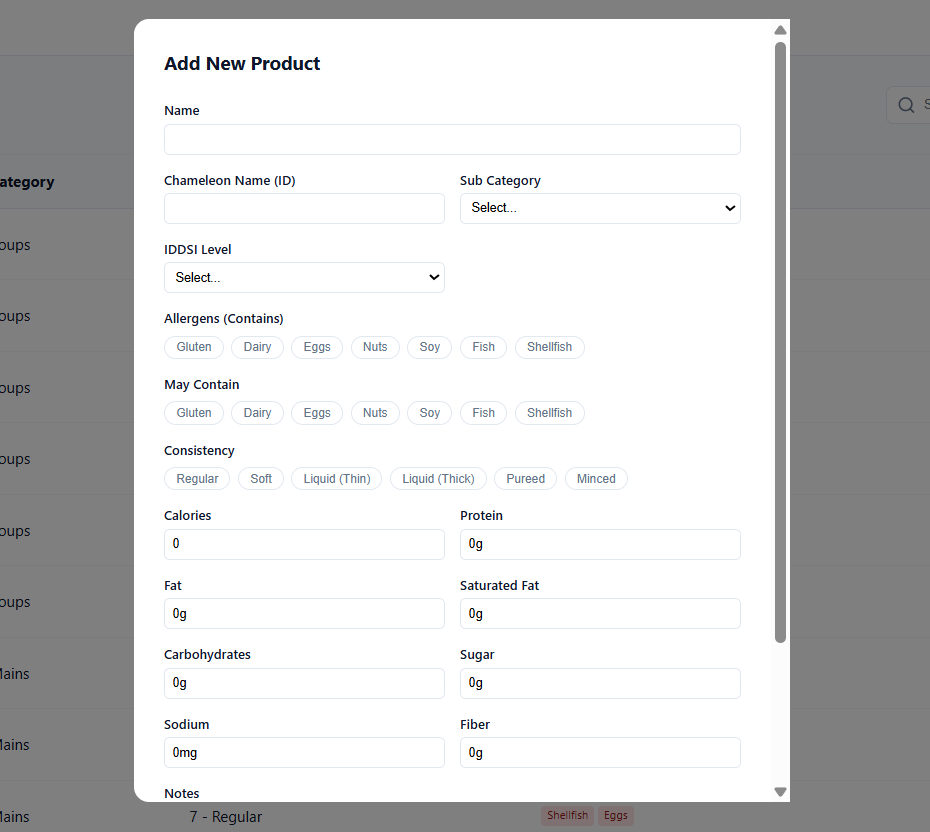 Add New Product
Name
Chameleon Name (ID) Sub Category
Select...
IDDSI Level
Select...
Allergens (Contains)
Gluten Dairy Eggs Nuts Soy Fish Shellfish
May Contain
Gluten Dairy Eggs Nuts Soy Fish Shellfish
Consistency
Regular Soft Liquid (Thin) Liquid (Thick) Pureed Minced
Calories Protein
0 0g
Fat Saturated Fat
0g 0g
Carbohydrates Sugar
0g 0g
Sodium Fiber
0mg 0g
Notes
ategory
oups
oups
oups
oups
oups
oups
Mains
Mains
Mains 7 - Regular Shellfish Eggs